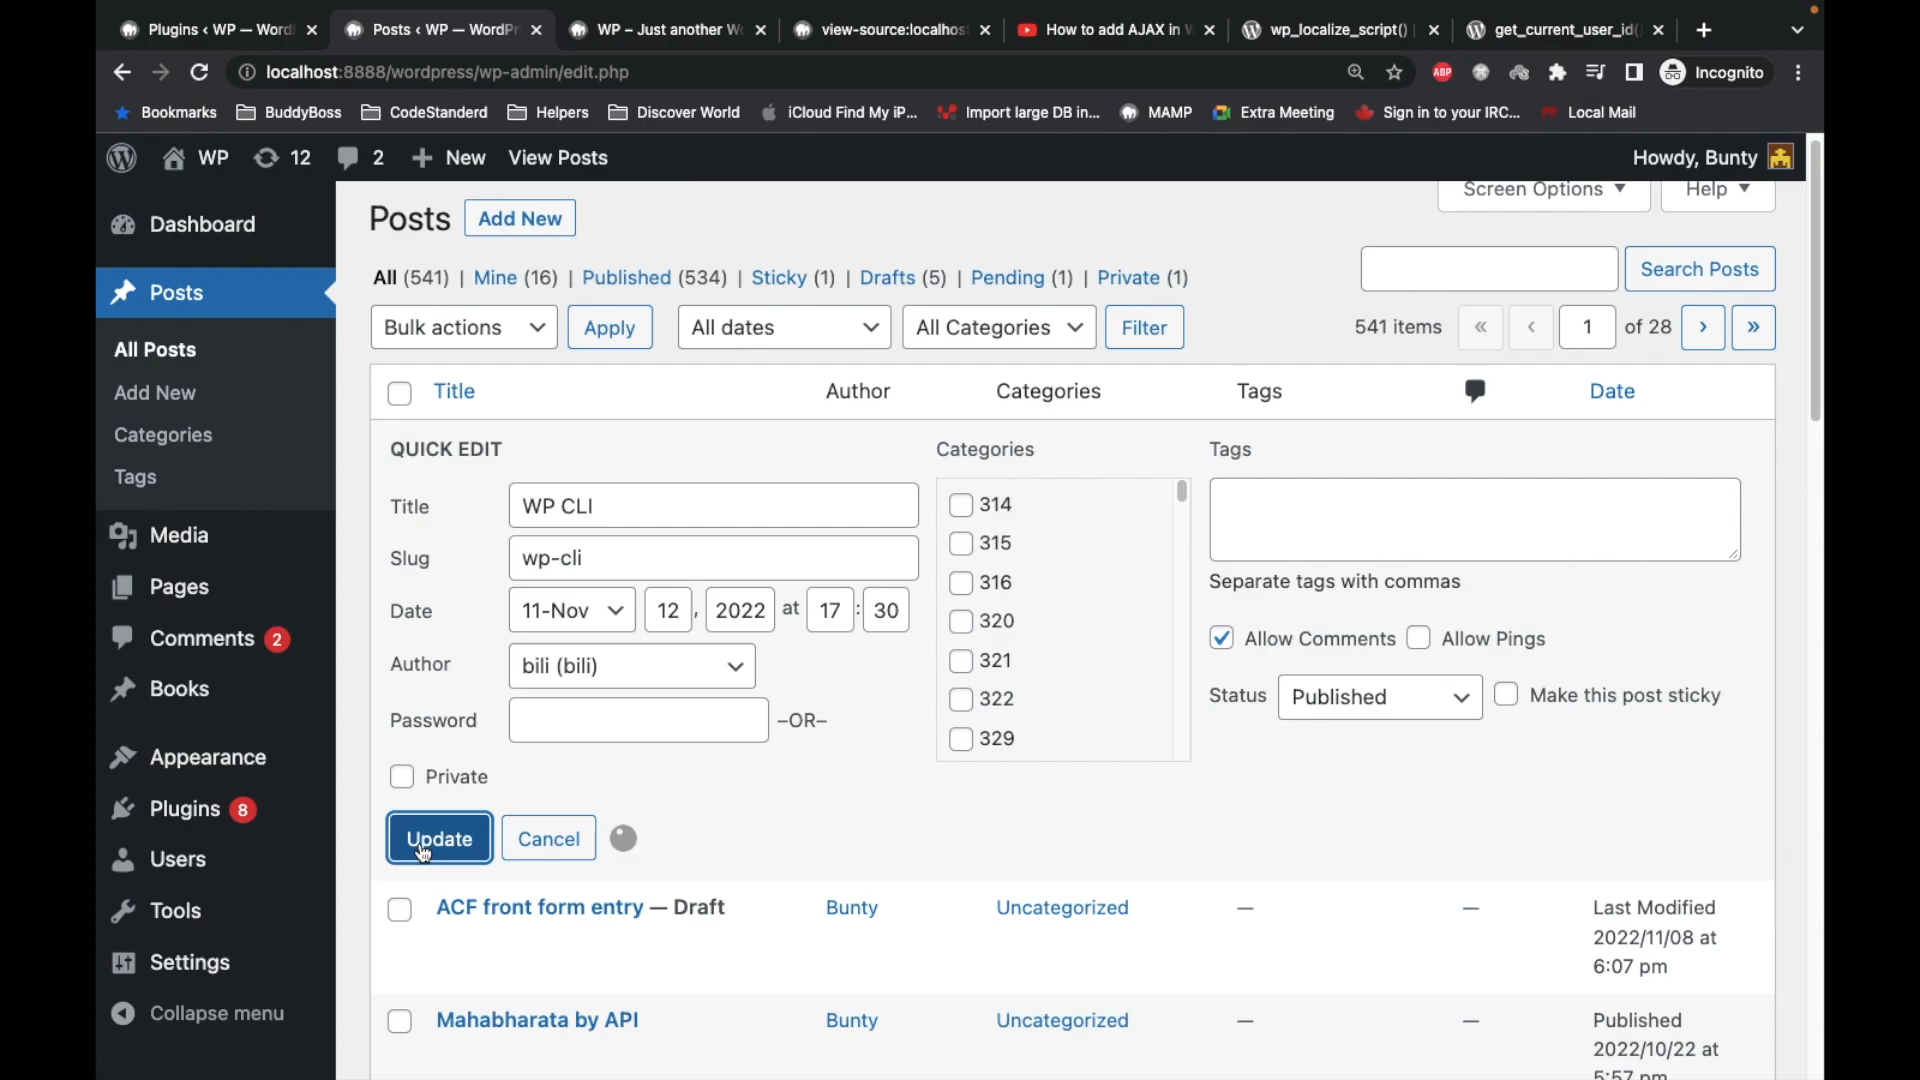 Plugins ‹ WP — Word
Posts ‹ WP — WordPr
WP – Just another Wo
view-source:localhos
How to add AJAX in W
wp_localize_script() |
get_current_user_id()
localhost:8888/wordpress/wp-admin/edit.php
ABP
Incognito
Bookmarks
BuddyBoss
CodeStanderd
Helpers
Discover World
iCloud Find My iP...
Import large DB in...
MAMP
Extra Meeting
Sign in to your IRC...
Local Mail
WP
12
2
New
View Posts
Howdy, Bunty
Dashboard
Posts
All Posts
Add New
Categories
Tags
Media
Pages
Comments 2
Books
Appearance
Plugins 8
Users
Tools
Settings
Collapse menu
Screen Options
Help
Posts
Add New
All (541) | Mine (16) | Published (534) | Sticky (1) | Drafts (5) | Pending (1) | Private (1)
Search Posts
Bulk actions
Apply
All dates
All Categories
Filter
541 items « ‹ 1 of 28 › »
Title Author Categories Tags Date
QUICK EDIT
Title WP CLI
Slug wp-cli
Date 11-Nov 12 , 2022 at 17 : 30
Author bili (bili)
Password –OR–
Private
Categories
314
315
316
320
321
322
329
Tags
Separate tags with commas
Allow Comments Allow Pings
Status Published Make this post sticky
Update Cancel
ACF front form entry — Draft Bunty Uncategorized — — Last Modified
2022/11/08 at
6:07 pm
Mahabharata by API Bunty Uncategorized — — Published
2022/10/22 at
5:57 pm